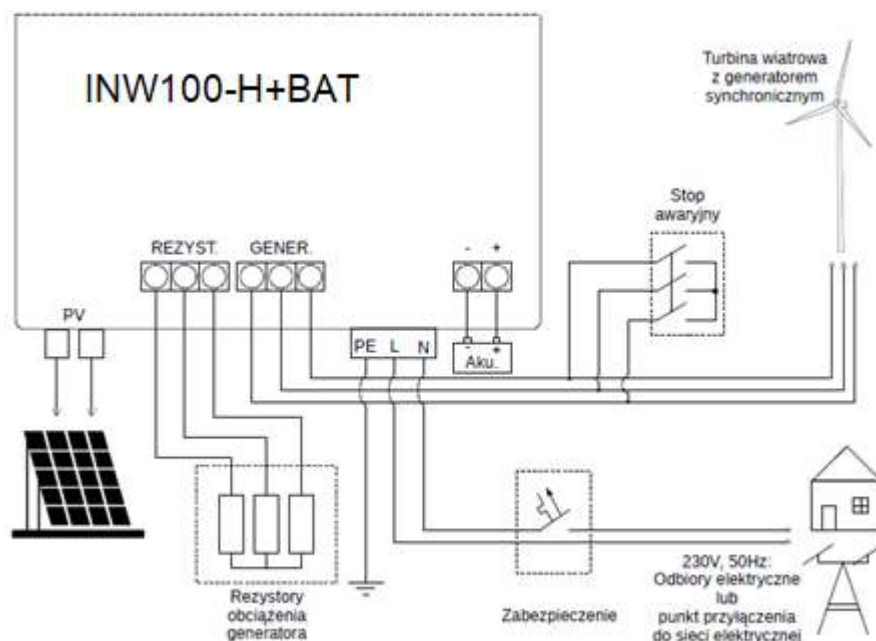 INW100-H+BAT
Turbina wiatrowa
z generatorem
synchronicznym
Stop
awaryjny
REZYST.
GENER.
- +
PV
PE L N
- +
Aku.
230V, 50Hz:
Odbiory elektryczne
lub
punkt przyłączenia
do sieci elektrycznej
Rezystory
obciążenia
generatora
Zabezpieczenie